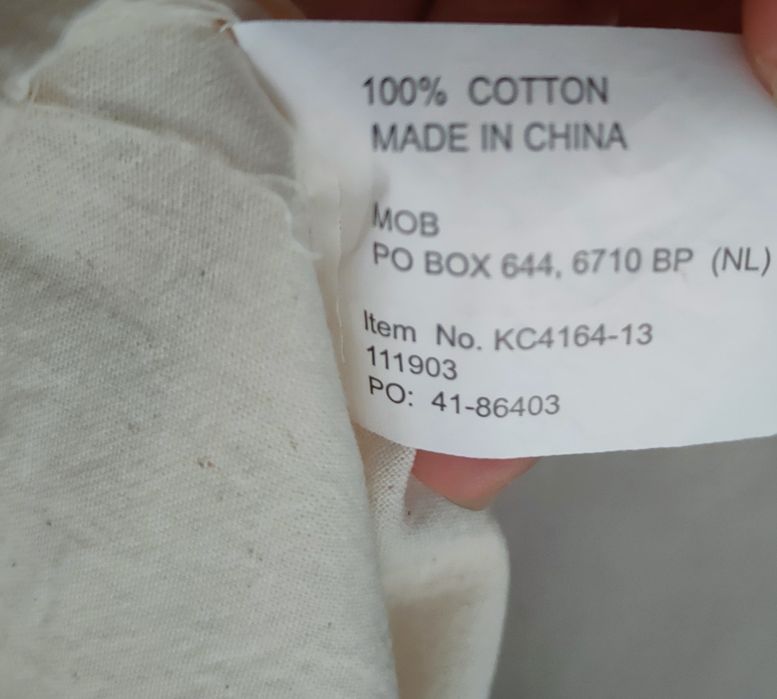 100% COTTON
MADE IN CHINA
MOB
PO BOX 644, 6710 BP (NL)
Item No. KC4164-13
111903
PO: 41-86403